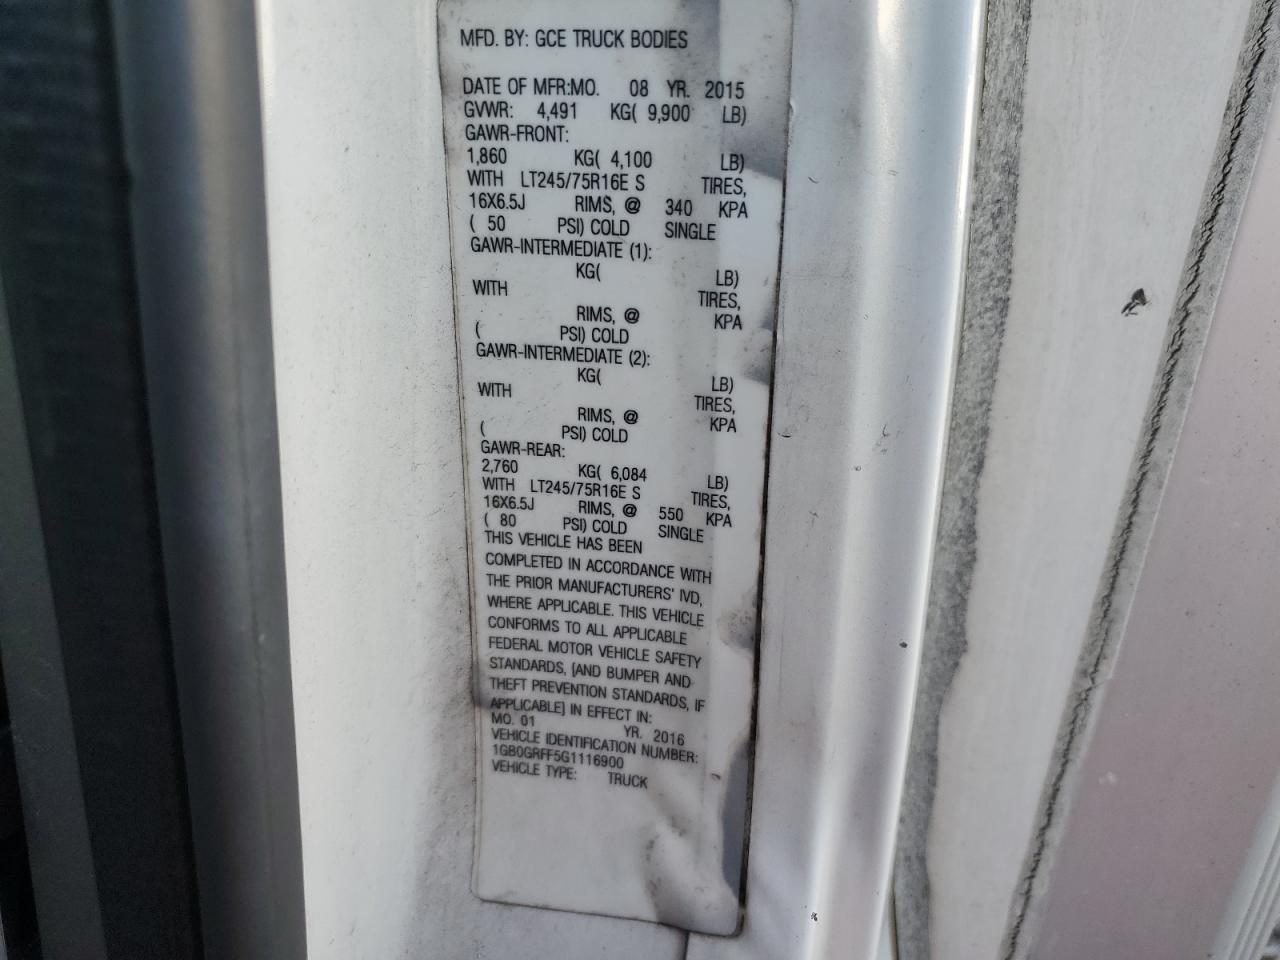 MFD. BY: GCE TRUCK BODIES
DATE OF MFR:MO. 08 YR. 2015
GVWR: 4,491 KG( 9,900 LB)
GAWR-FRONT:
1,860 KG( 4,100 LB)
WITH LT245/75R16E S TIRES,
16X6.5J RIMS, @ 340 KPA
( 50 PSI) COLD SINGLE
GAWR-INTERMEDIATE (1):
KG( LB)
WITH TIRES,
RIMS, @ KPA
( PSI) COLD
GAWR-INTERMEDIATE (2):
KG( LB)
WITH TIRES,
RIMS, @ KPA
( PSI) COLD
GAWR-REAR:
2,760 KG( 6,084 LB)
WITH LT245/75R16E S TIRES,
16X6.5J RIMS, @ 550 KPA
( 80 PSI) COLD SINGLE
THIS VEHICLE HAS BEEN
COMPLETED IN ACCORDANCE WITH
THE PRIOR MANUFACTURERS' IVD,
WHERE APPLICABLE. THIS VEHICLE
CONFORMS TO ALL APPLICABLE
FEDERAL MOTOR VEHICLE SAFETY
STANDARDS, [AND BUMPER AND
THEFT PREVENTION STANDARDS, IF
APPLICABLE] IN EFFECT IN:
MO. 01 YR. 2016
VEHICLE IDENTIFICATION NUMBER:
1GB0GRFF5G1116900
VEHICLE TYPE: TRUCK